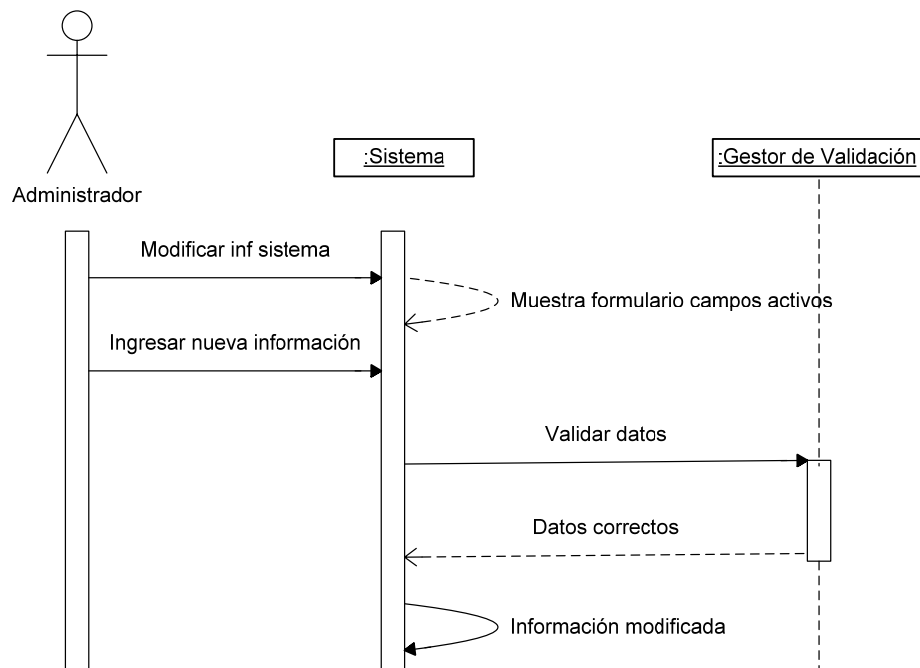 :Sistema
:Gestor de Validación
Administrador
Modificar inf sistema
Muestra formulario campos activos
Ingresar nueva información
Validar datos
Datos correctos
Información modificada